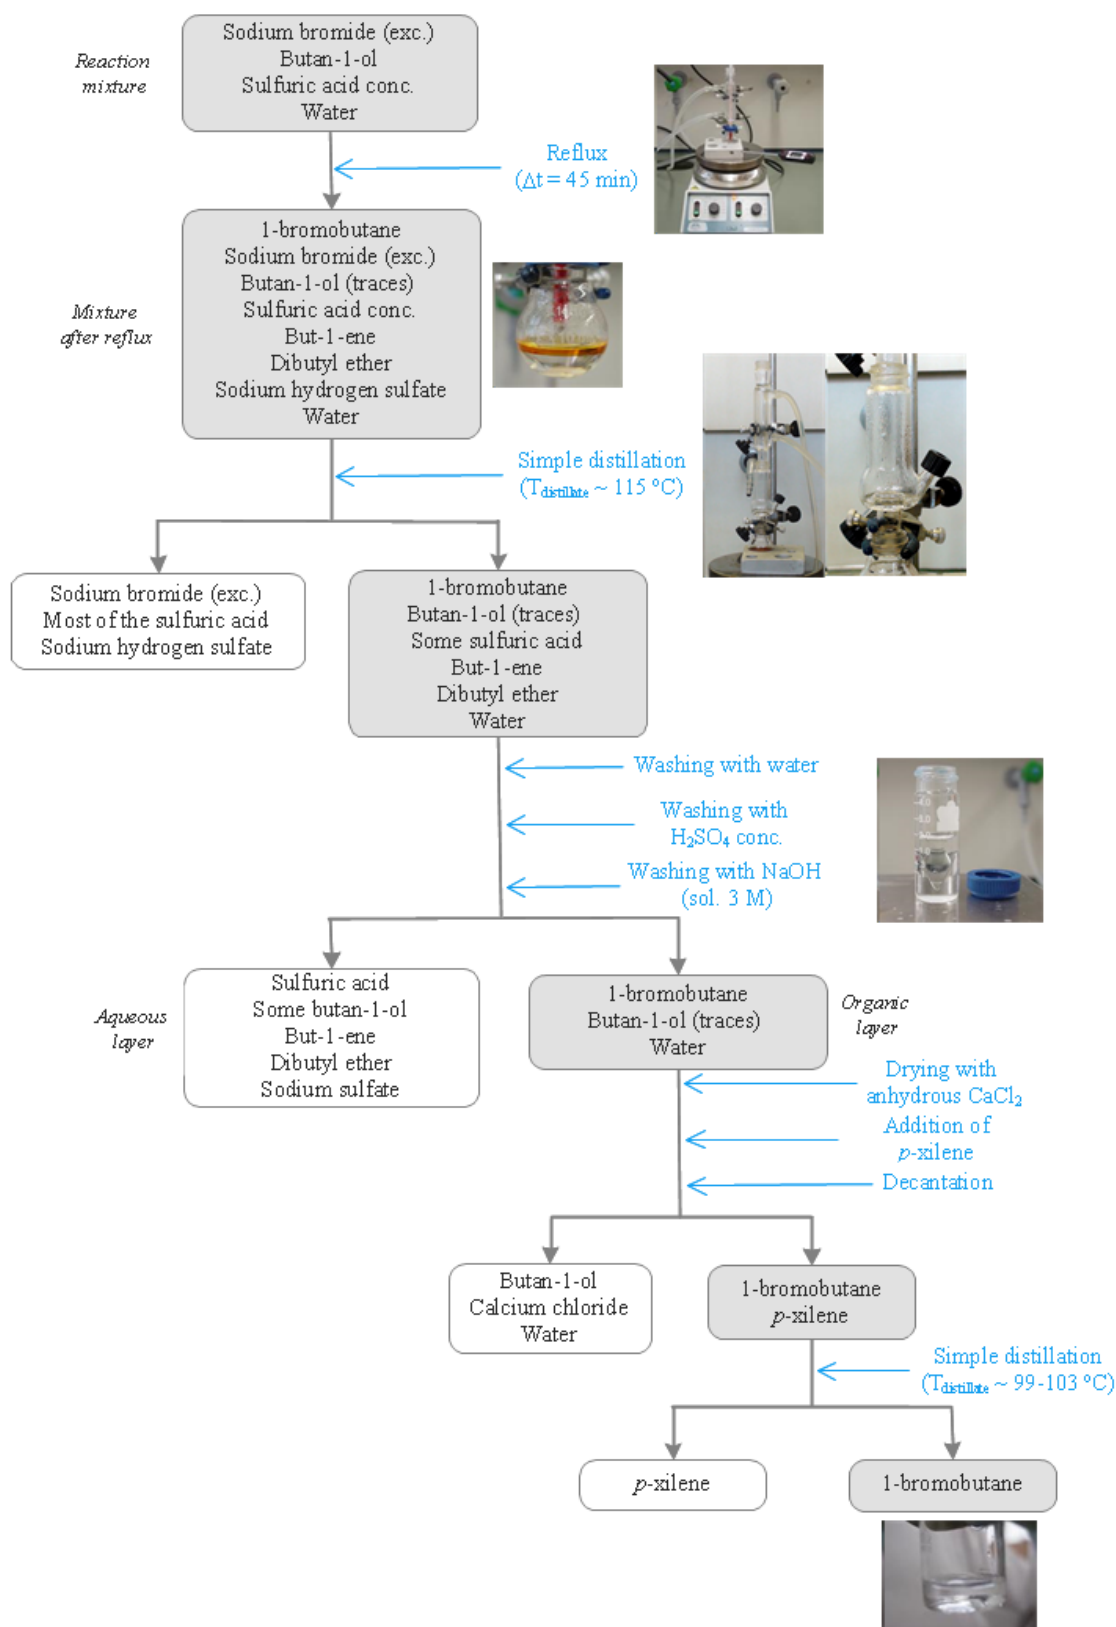 Reaction
mixture
Sodium bromide (exc.)
Butan-1-ol
Sulfuric acid conc.
Water
Reflux
(Δt = 45 min)
Mixture
after reflux
1-bromobutane
Sodium bromide (exc.)
Butan-1-ol (traces)
Sulfuric acid conc.
But-1-ene
Dibutyl ether
Sodium hydrogen sulfate
Water
Simple distillation
(Tdistillate ~ 115 °C)
Sodium bromide (exc.)
Most of the sulfuric acid
Sodium hydrogen sulfate
1-bromobutane
Butan-1-ol (traces)
Some sulfuric acid
But-1-ene
Dibutyl ether
Water
Washing with water
Washing with
H₂SO₄ conc.
Washing with NaOH
(sol. 3 M)
Aqueous
layer
Sulfuric acid
Some butan-1-ol
But-1-ene
Dibutyl ether
Sodium sulfate
1-bromobutane
Butan-1-ol (traces)
Water
Organic
layer
Drying with
anhydrous CaCl₂
Addition of
p-xilene
Decantation
Butan-1-ol
Calcium chloride
Water
1-bromobutane
p-xilene
Simple distillation
(Tdistillate ~ 99-103 °C)
p-xilene
1-bromobutane